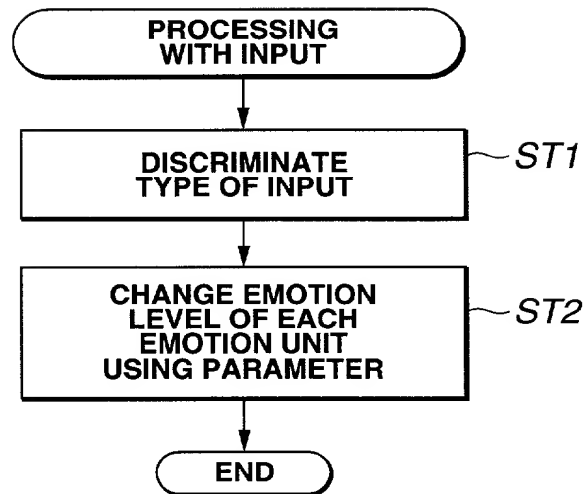 PROCESSING
WITH INPUT
DISCRIMINATE
TYPE OF INPUT
ST1
CHANGE EMOTION
LEVEL OF EACH
EMOTION UNIT
USING PARAMETER
ST2
END